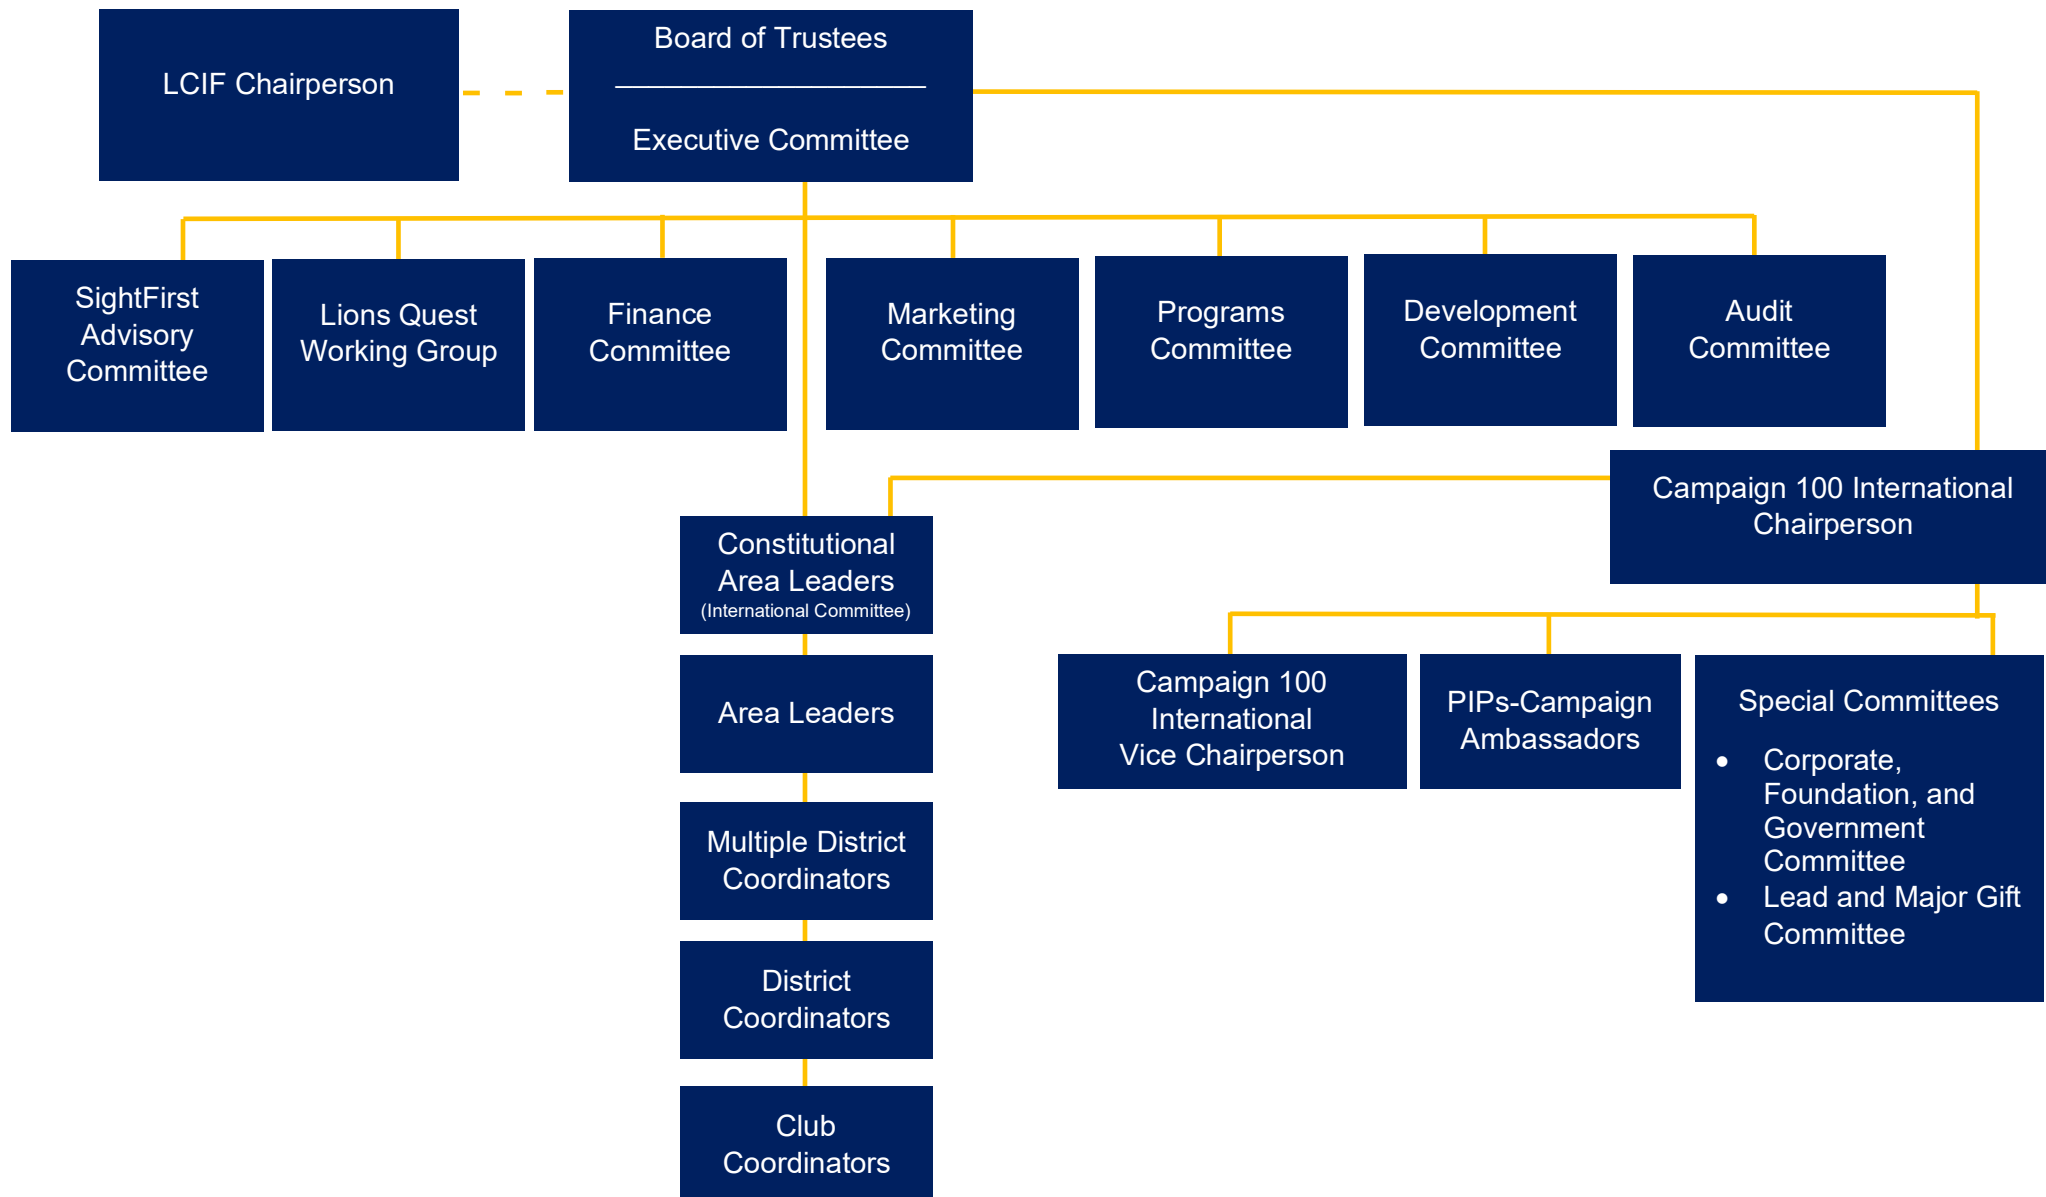 LCIF Chairperson
Board of Trustees
Executive Committee
SightFirst
Advisory
Committee
Lions Quest
Working Group
Finance
Committee
Marketing
Committee
Programs
Committee
Development
Committee
Audit
Committee
Campaign 100 International
Chairperson
Constitutional
Area Leaders
(International Committee)
Area Leaders
Multiple District
Coordinators
District
Coordinators
Club
Coordinators
Campaign 100
International
Vice Chairperson
PIPs-Campaign
Ambassadors
Special Committees
• Corporate,
Foundation, and
Government
Committee
• Lead and Major Gift
Committee